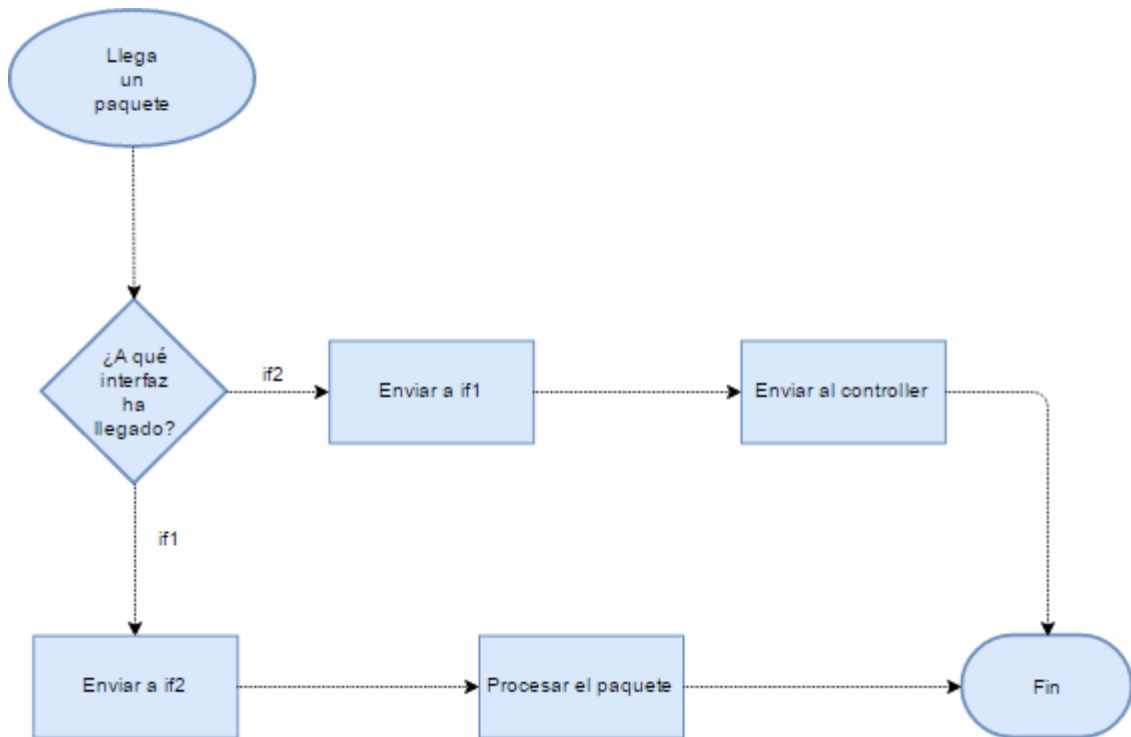 Llega
un
paquete
¿A qué
interfaz
ha
llegado?
if2
Enviar a if1
Enviar al controller
if1
Enviar a if2
Procesar el paquete
Fin